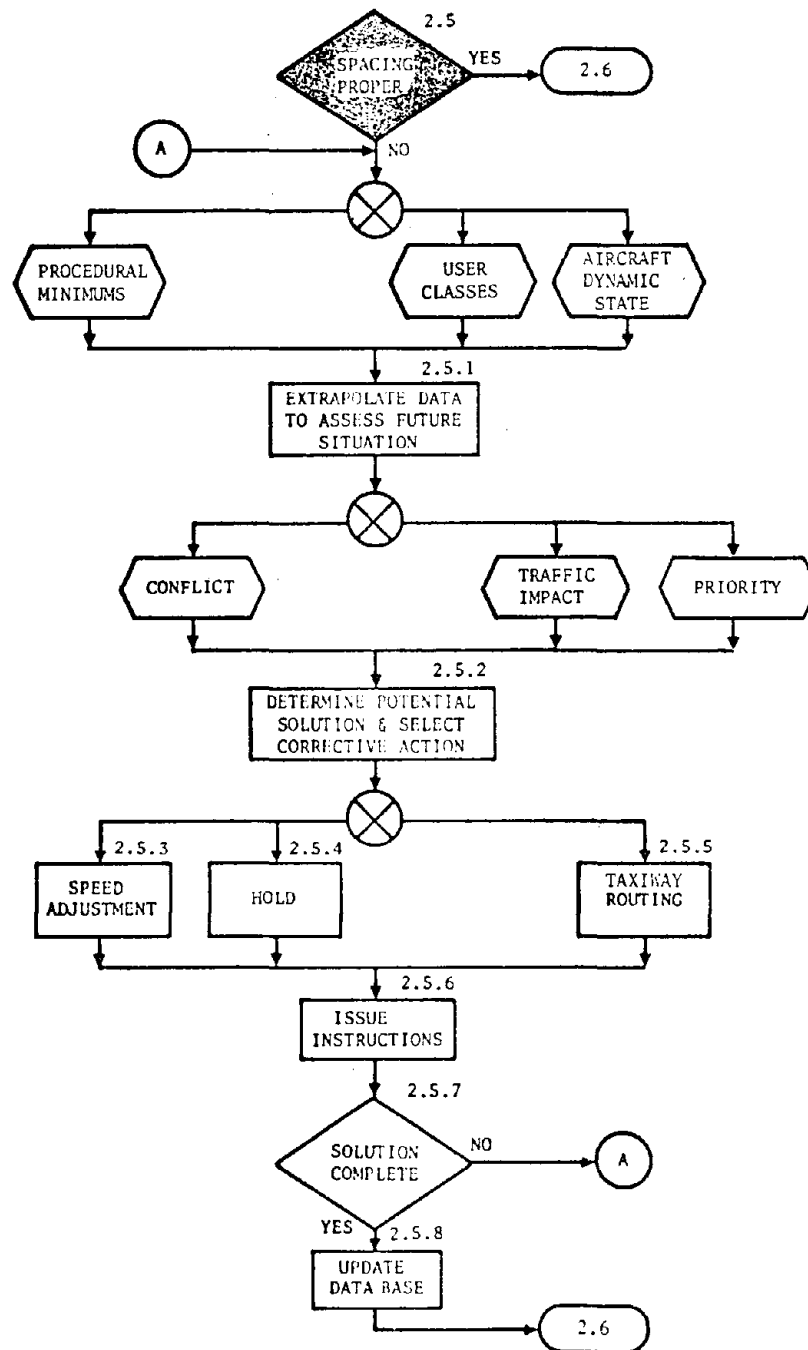 2.5
SPACING
PROPER
YES
2.6
A
NO
PROCEDURAL
MINIMUMS
USER
CLASSES
AIRCRAFT
DYNAMIC
STATE
2.5.1
EXTRAPOLATE DATA
TO ASSESS FUTURE
SITUATION
CONFLICT
TRAFFIC
IMPACT
PRIORITY
2.5.2
DETERMINE POTENTIAL
SOLUTION & SELECT
CORRECTIVE ACTION
2.5.3
SPEED
ADJUSTMENT
2.5.4
HOLD
2.5.5
TAXIWAY
ROUTING
2.5.6
ISSUE
INSTRUCTIONS
2.5.7
SOLUTION
COMPLETE
NO
A
YES
2.5.8
UPDATE
DATA BASE
2.6